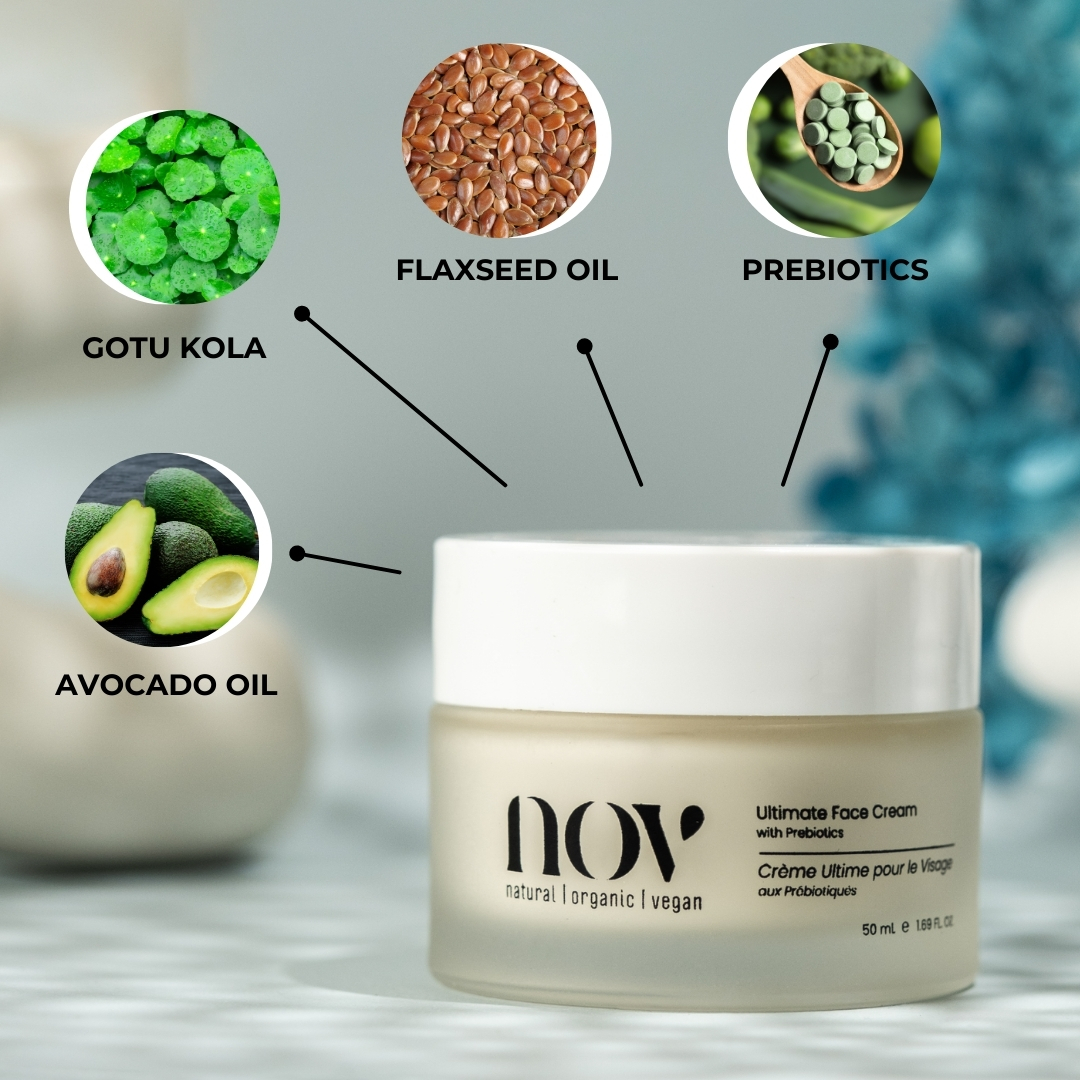 FLAXSEED OIL
PREBIOTICS
GOTU KOLA
AVOCADO OIL
nov
natural | organic | vegan
Ultimate Face Cream
with Prebiotics
Crème Ultime pour le Visage
aux Prébiotiques
50 ml e 1.69 FL. OZ.